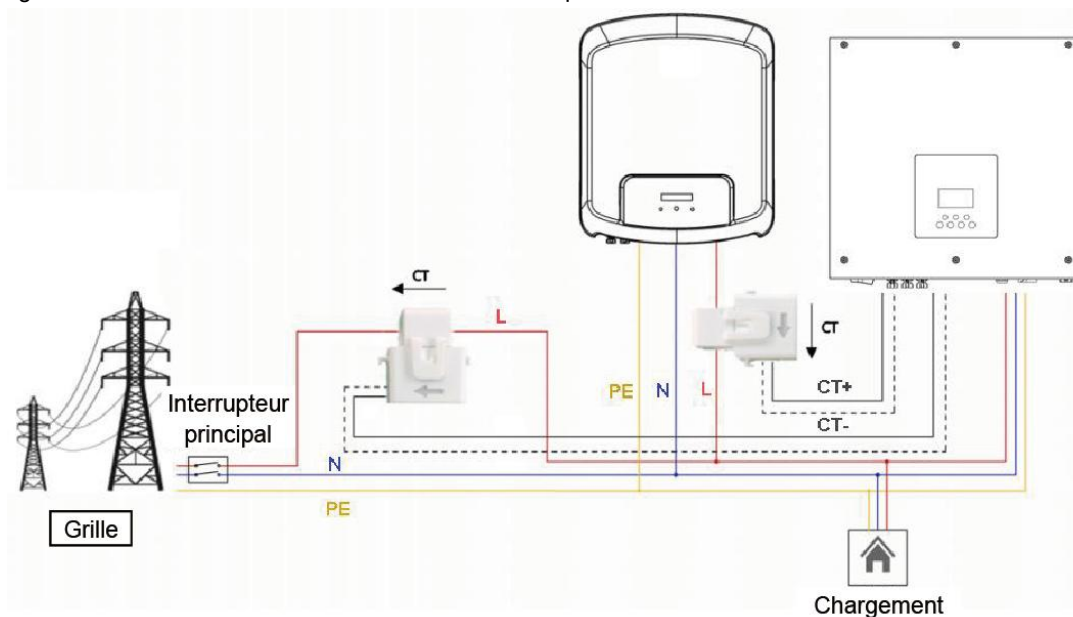 CT
L
CT
PE
N
L
CT+
CT-
Interrupteur
principal
N
PE
Grille
Chargement